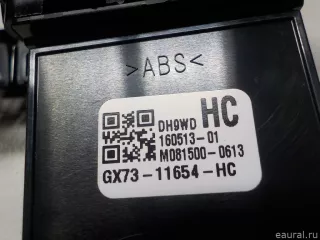 >ABS<
DH9WD HC
160513-01
M081500-0613
GX73-11654-HC
eaural.ru